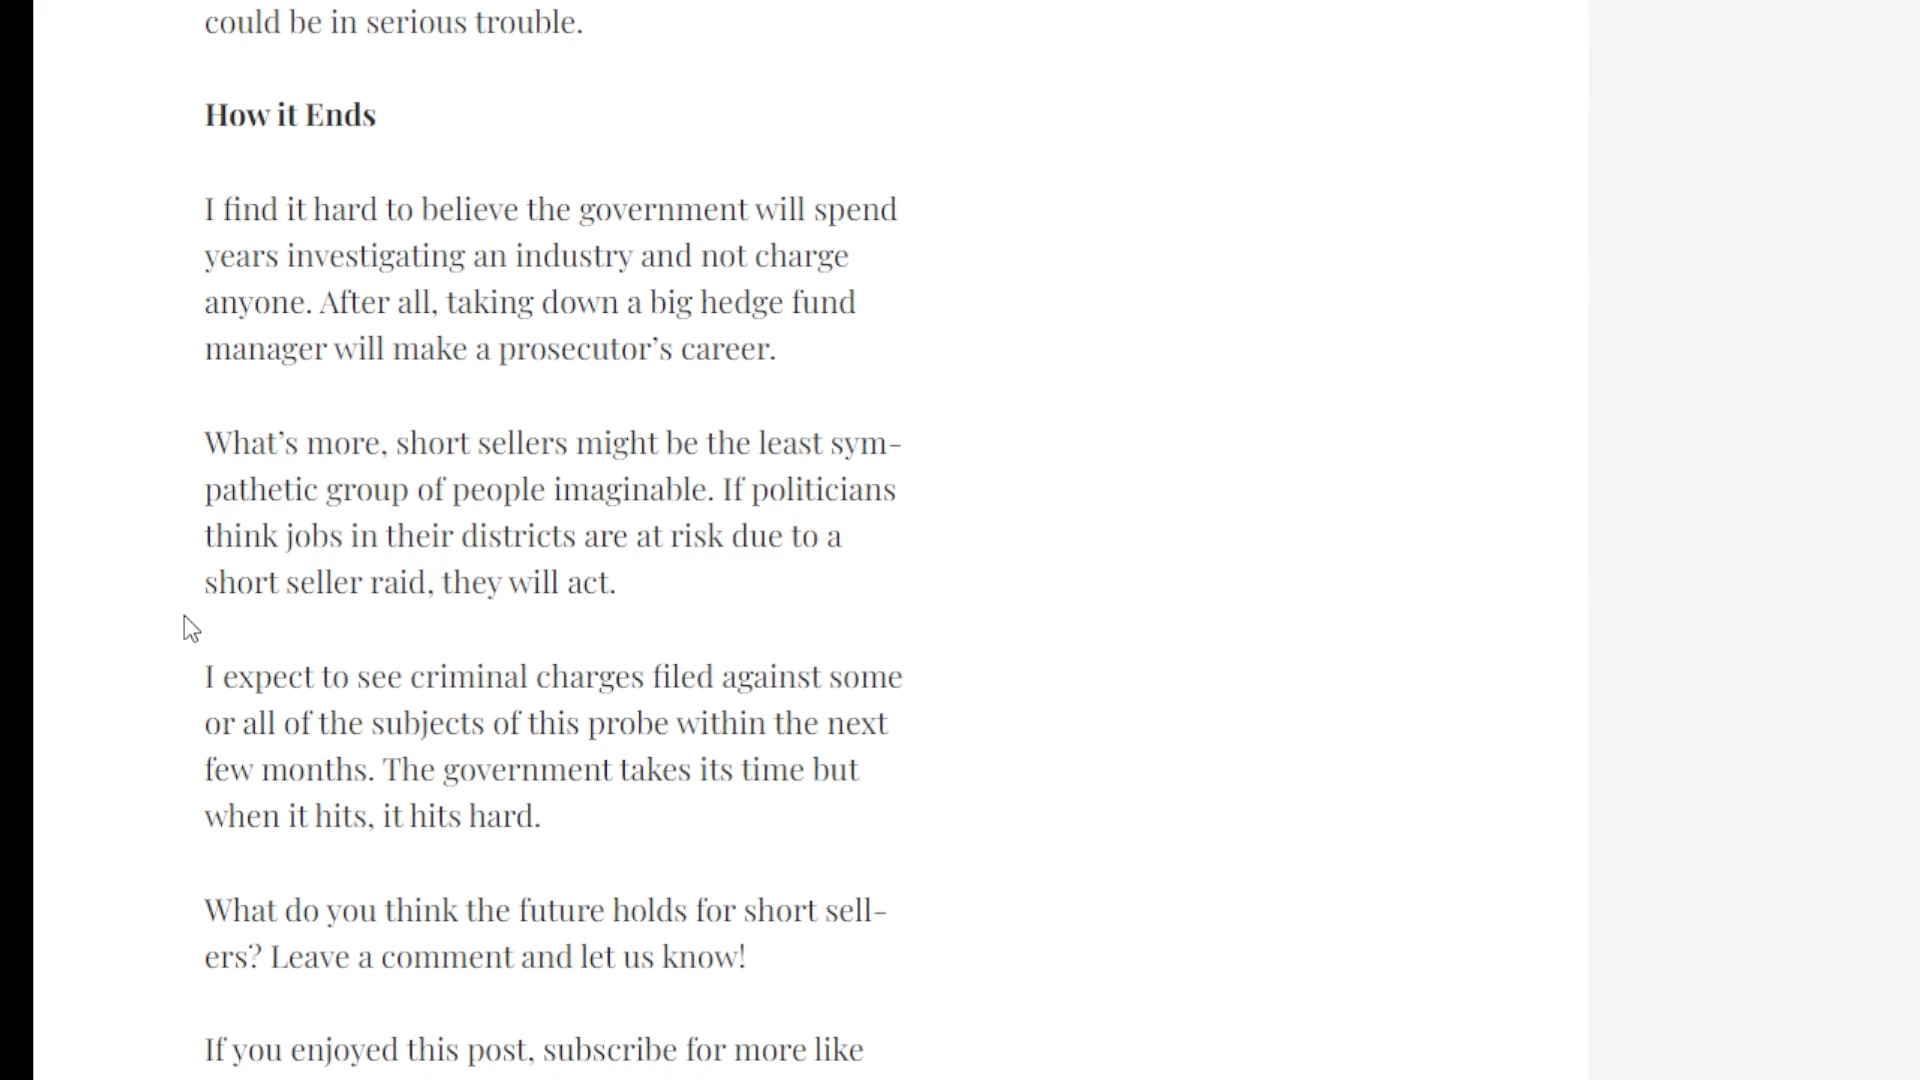 could be in serious trouble.
How it Ends
I find it hard to believe the government will spend
years investigating an industry and not charge
anyone. After all, taking down a big hedge fund
manager will make a prosecutor’s career.
What’s more, short sellers might be the least sym-
pathetic group of people imaginable. If politicians
think jobs in their districts are at risk due to a
short seller raid, they will act.
I expect to see criminal charges filed against some
or all of the subjects of this probe within the next
few months. The government takes its time but
when it hits, it hits hard.
What do you think the future holds for short sell-
ers? Leave a comment and let us know!
If you enjoyed this post, subscribe for more like